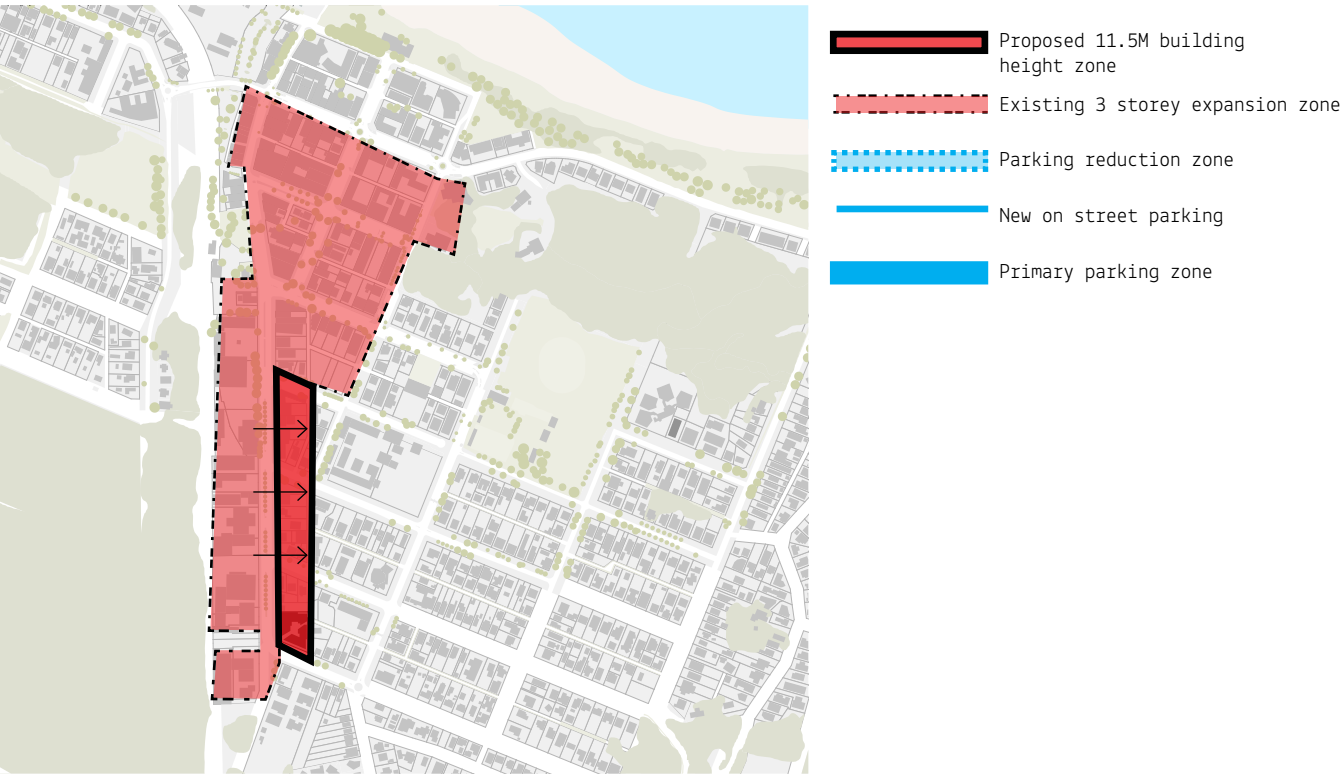 Proposed 11.5M building
height zone
Existing 3 storey expansion zone
Parking reduction zone
New on street parking
Primary parking zone